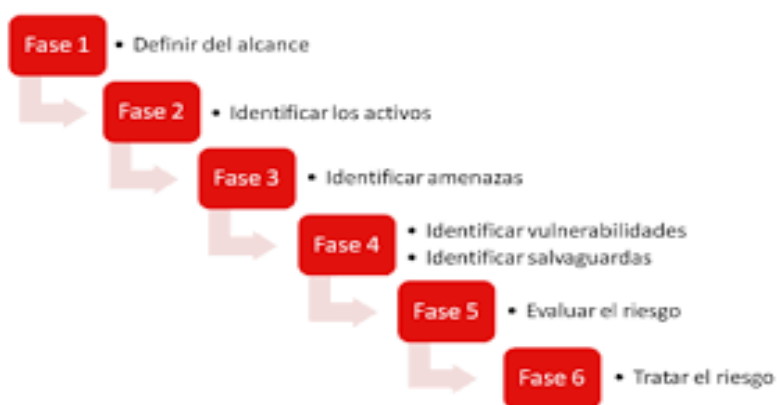 Fase 1
• Definir del alcance
Fase 2
• Identificar los activos
Fase 3
• Identificar amenazas
Fase 4
• Identificar vulnerabilidades
• Identificar salvaguardas
Fase 5
• Evaluar el riesgo
Fase 6
• Tratar el riesgo